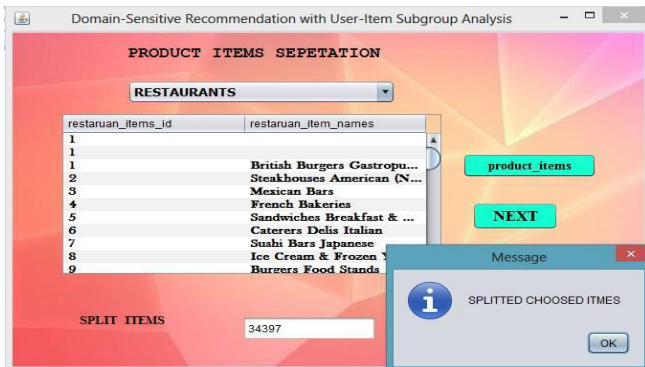 Domain-Sensitive Recommendation with User-Item Subgroup Analysis
PRODUCT ITEMS SEPETATION
RESTAURANTS
restaruan_items_id restaruan_item_names
1
1
1 British Burgers Gastropu...
2 Steakhouses American (N...
3 Mexican Bars
4 French Bakeries
5 Sandwiches Breakfast & ...
6 Caterers Delis Italian
7 Sushi Bars Japanese
8 Ice Cream & Frozen
9 Burgers Food Stands
product_items
NEXT
Message
SPLITTED CHOOSED ITMES
OK
SPLIT ITEMS
34397